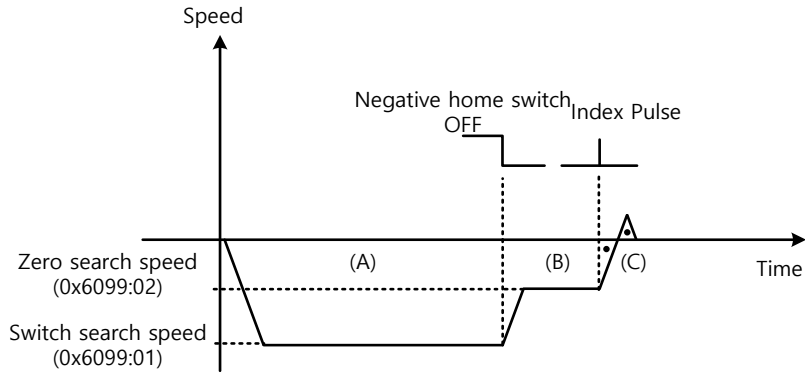 Speed
Negative home switch
OFF
Index Pulse
Zero search speed
(0x6099:02)
(A)
(B)
(C)
Time
Switch search speed
(0x6099:01)